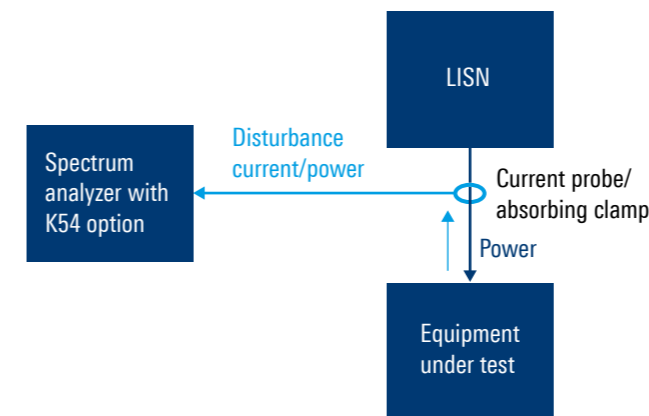 LISN
Disturbance
current/power
Spectrum
analyzer with
K54 option
Current probe/
absorbing clamp
Power
Equipment
under test